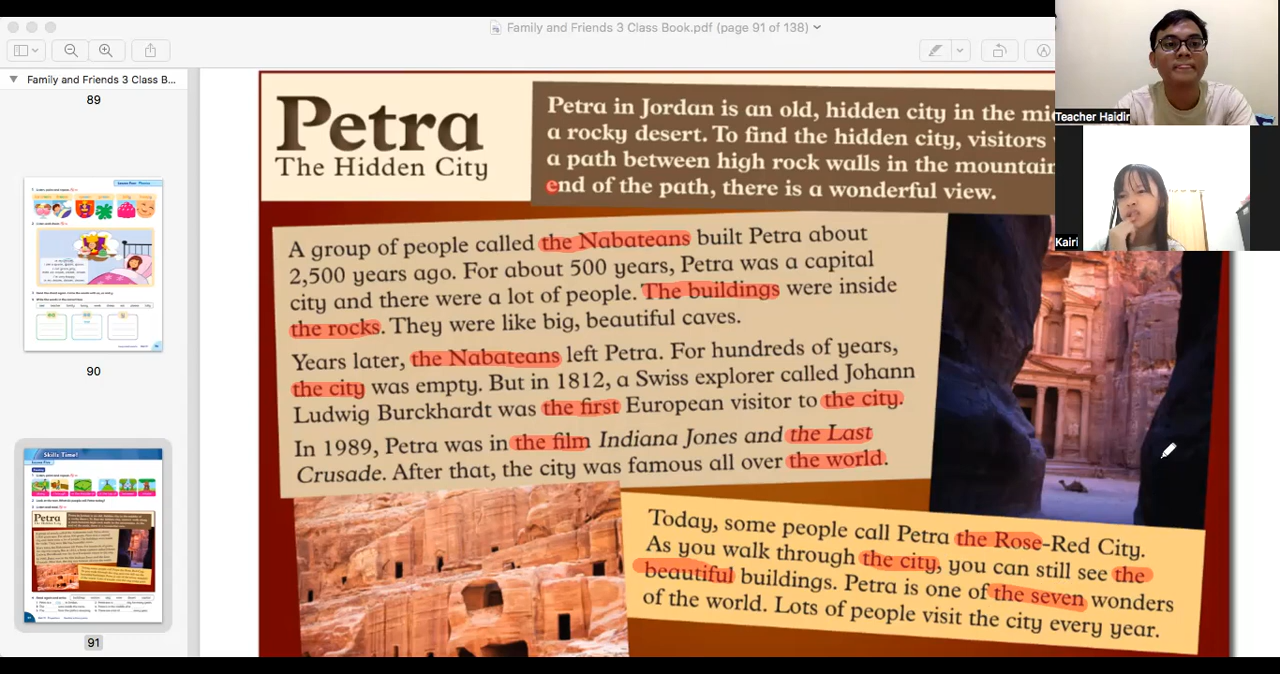 Family and Friends 3 Class Book.pdf (page 91 of 138)
Family and Friends 3 Class B...
89
90
91
Skills Time!
Petra
The Hidden City
Petra in Jordan is an old, hidden city in the
a rocky desert. To find the hidden city, visitors
a path between high rock walls in the mountain
end of the path, there is a wonderful view.
A group of people called the Nabateans built Petra about
2,500 years ago. For about 500 years, Petra was a capital
city and there were a lot of people. The buildings were inside
the rocks. They were like big, beautiful caves.
Years later, the Nabateans left Petra. For hundreds of years,
the city was empty. But in 1812, a Swiss explorer called Johann
Ludwig Burckhardt was the first European visitor to the city.
In 1989, Petra was in the film Indiana Jones and the Last
Crusade. After that, the city was famous all over the world.
Today, some people call Petra the Rose-Red City.
As you walk through the city, you can still see the
beautiful buildings. Petra is one of the seven wonders
of the world. Lots of people visit the city every year.
Teacher Haidir
Kairi